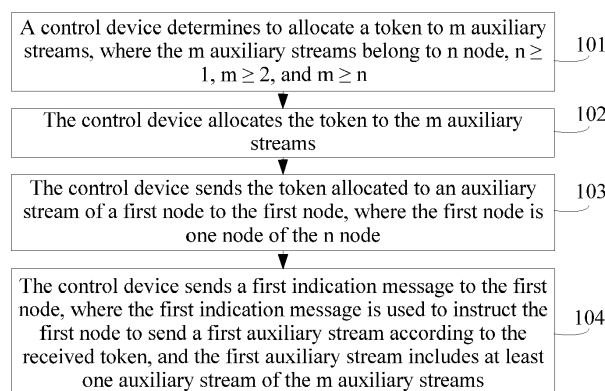 A control device determines to allocate a token to m auxiliary
streams, where the m auxiliary streams belong to n node, n ≥
1, m ≥ 2, and m ≥ n
101
The control device allocates the token to the m auxiliary
streams
102
The control device sends the token allocated to an auxiliary
stream of a first node to the first node, where the first node is
one node of the n node
103
The control device sends a first indication message to the first
node, where the first indication message is used to instruct the
first node to send a first auxiliary stream according to the
received token, and the first auxiliary stream includes at least
one auxiliary stream of the m auxiliary streams
104